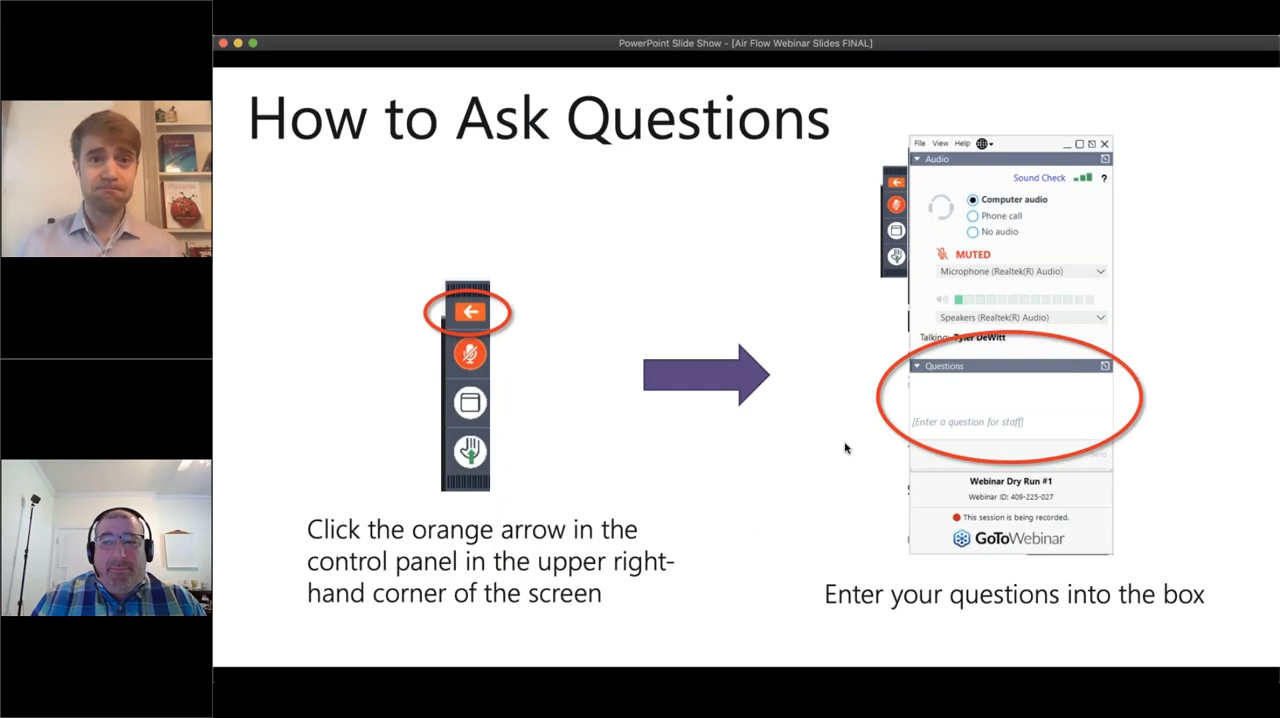 PowerPoint Slide Show - [Air Flow Webinar Slides FINAL]
How to Ask Questions
File View Help
Audio
Sound Check ?
Computer audio
Phone call
No audio
MUTED
Microphone (Realtek(R) Audio)
Speakers (Realtek(R) Audio)
Talking: Tyler DeWitt
Questions
[Enter a question for staff]
Webinar Dry Run #1
Webinar ID: 409-225-027
This session is being recorded.
GoToWebinar
Click the orange arrow in the
control panel in the upper right-
hand corner of the screen
Enter your questions into the box